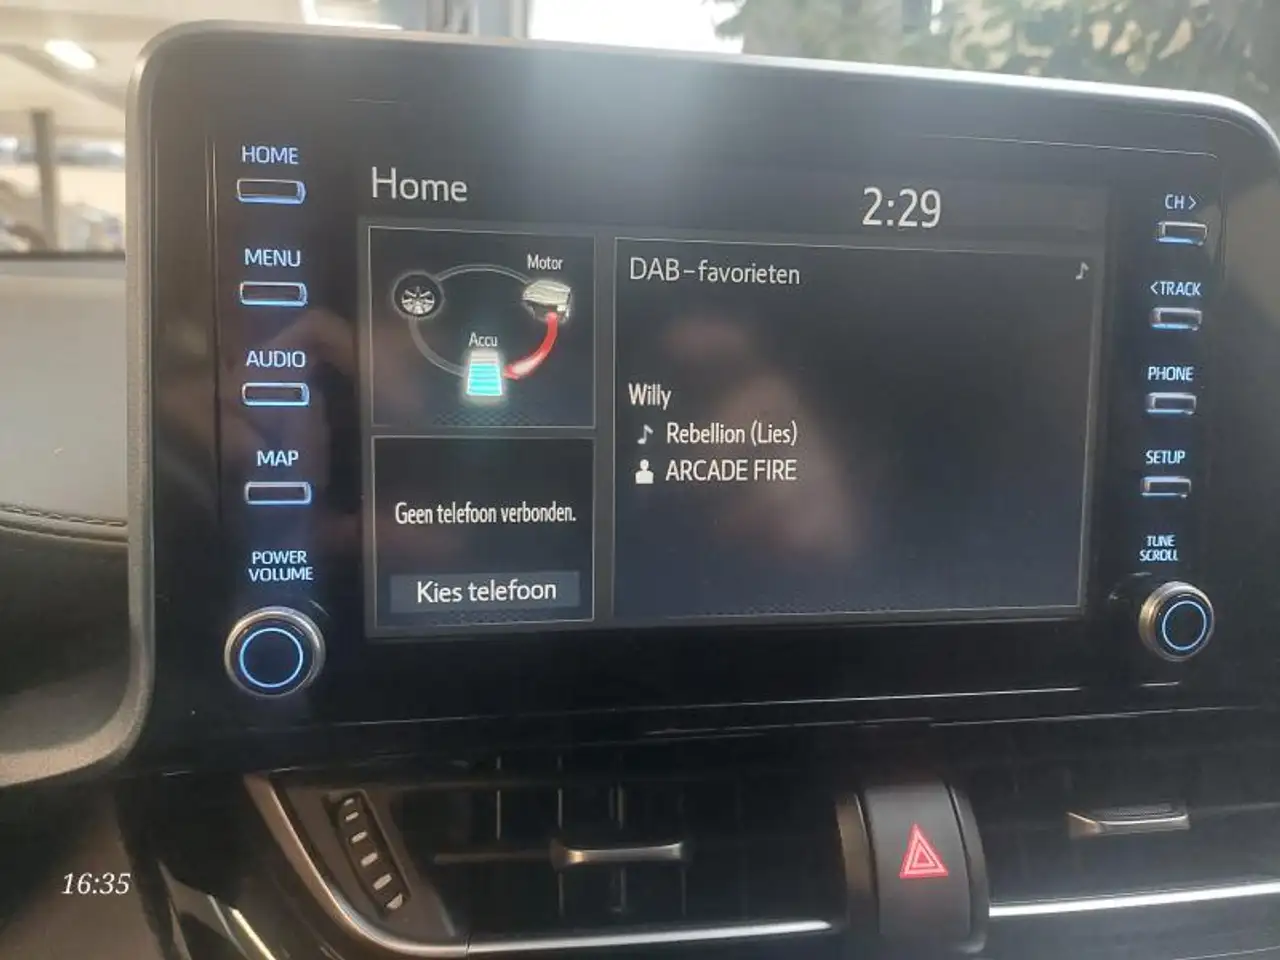 HOME
MENU
AUDIO
MAP
POWER
VOLUME
Home
2:29
Motor
Accu
Geen telefoon verbonden.
Kies telefoon
DAB-favorieten
Willy
Rebellion (Lies)
ARCADE FIRE
CH >
< TRACK
PHONE
SETUP
TUNE
SCROLL
16:35